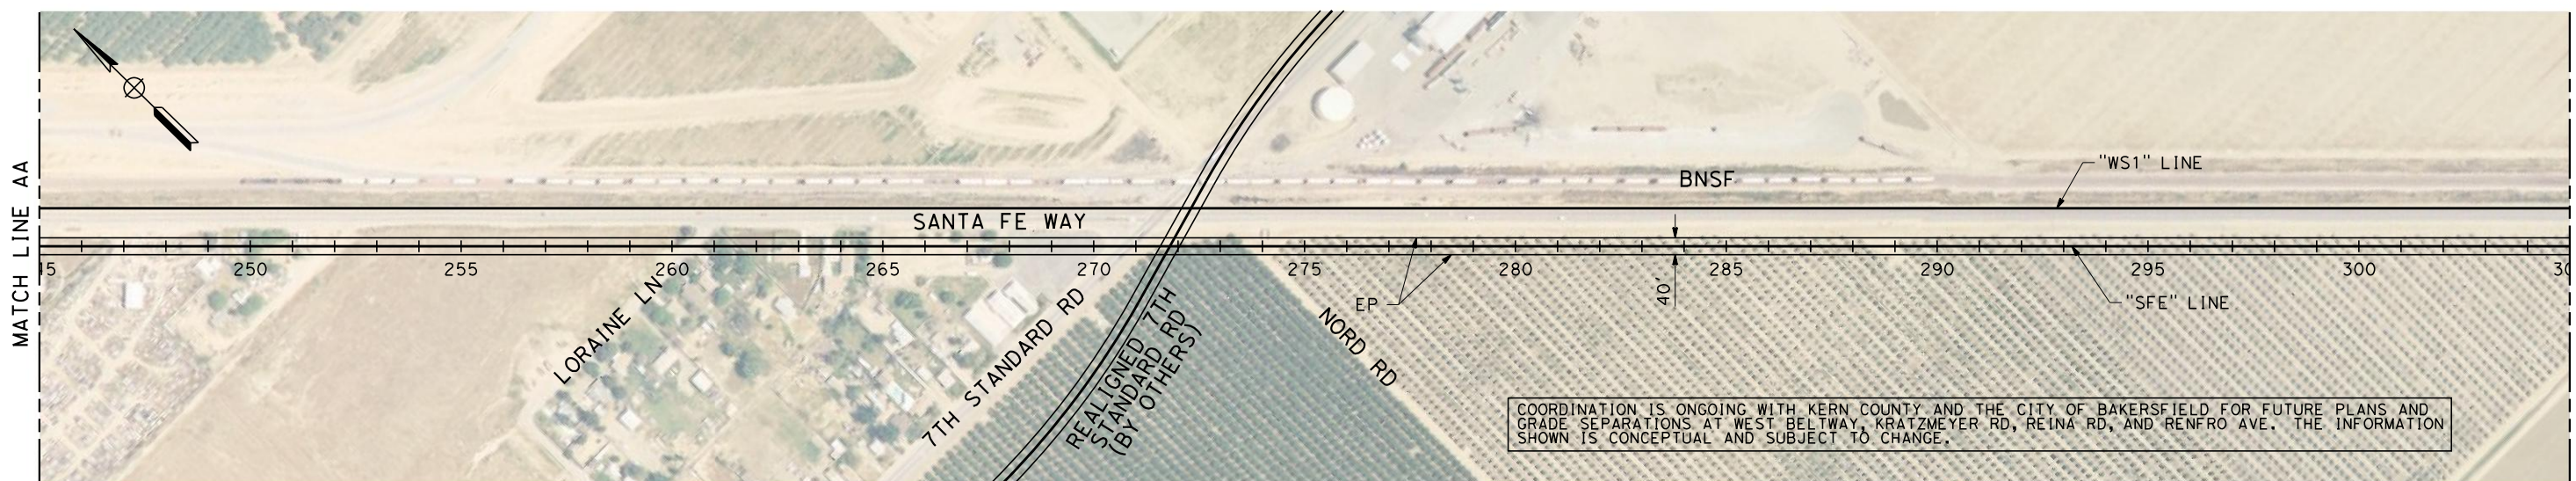 MATCH LINE AA
BNSF
"WS1" LINE
SANTA FE WAY
250
255
260
265
270
275
280
285
290
295
300
EP
40'
"SFE" LINE
LORAINE LN
7TH STANDARD RD
REALIGNED 7TH
STANDARD RD
(BY OTHERS)
NORD RD
COORDINATION IS ONGOING WITH KERN COUNTY AND THE CITY OF BAKERSFIELD FOR FUTURE PLANS AND
GRADE SEPARATIONS AT WEST BELTWAY, KRATZMEYER RD, REINA RD, AND RENFRO AVE. THE INFORMATION
SHOWN IS CONCEPTUAL AND SUBJECT TO CHANGE.